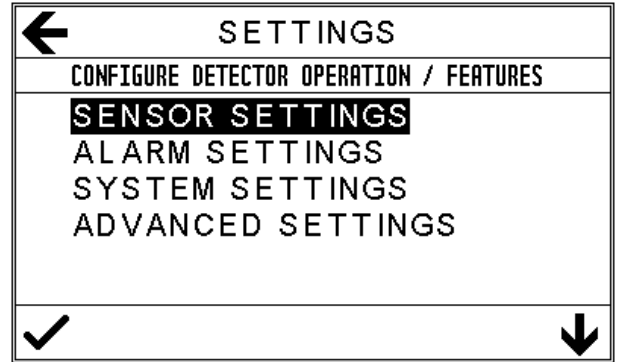 SETTINGS
CONFIGURE DETECTOR OPERATION / FEATURES
SENSOR SETTINGS
ALARM SETTINGS
SYSTEM SETTINGS
ADVANCED SETTINGS